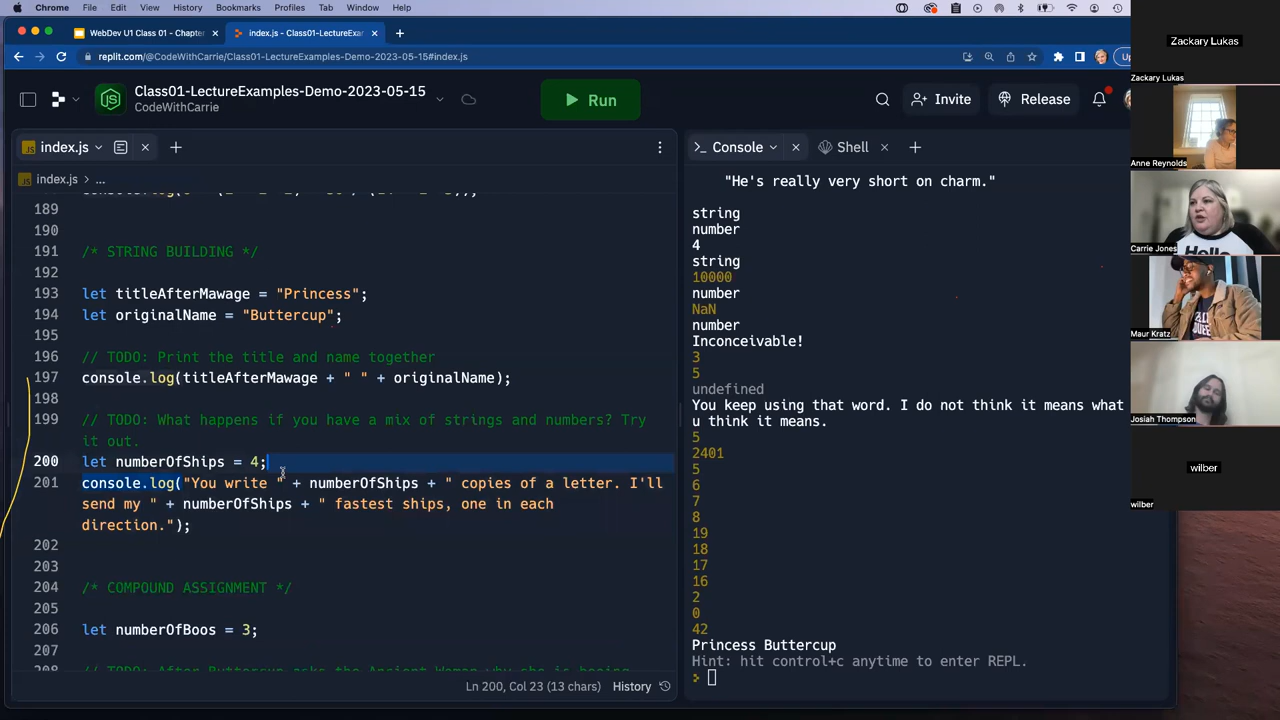 Chrome File Edit View History Bookmarks Profiles Tab Window Help
WebDev U1 Class 01 - Chapter
index.js - Class01-LectureExam
replit.com/@CodeWithCarrie/Class01-LectureExamples-Demo-2023-05-15#index.js
Class01-LectureExamples-Demo-2023-05-15
CodeWithCarrie
Run
Invite
Release
index.js
index.js > ...
189
190
191 /* STRING BUILDING */
192
193 let titleAfterMawage = "Princess";
194 let originalName = "Buttercup";
195
196 // TODO: Print the title and name together
197 console.log(titleAfterMawage + " " + originalName);
198
199 // TODO: What happens if you have a mix of strings and numbers? Try
it out.
200 let numberOfShips = 4;
201 console.log("You write " + numberOfShips + " copies of a letter. I'll
send my " + numberOfShips + " fastest ships, one in each
direction.");
202
203
204 /* COMPOUND ASSIGNMENT */
205
206 let numberOfBoos = 3;
207
Ln 200, Col 23 (13 chars) History
Console
Shell
"He's really very short on charm."
string
number
4
string
10000
number
NaN
number
Inconceivable!
3
5
undefined
You keep using that word. I do not think it means what
u think it means.
5
2401
5
6
7
8
19
18
17
16
2
0
42
Princess Buttercup
Hint: hit control+c anytime to enter REPL.
>
Zackary Lukas
Zackary Lukas
Anne Reynolds
Hello
Carrie Jones
Maur Kratz
Josiah Thompson
wilber
wilber